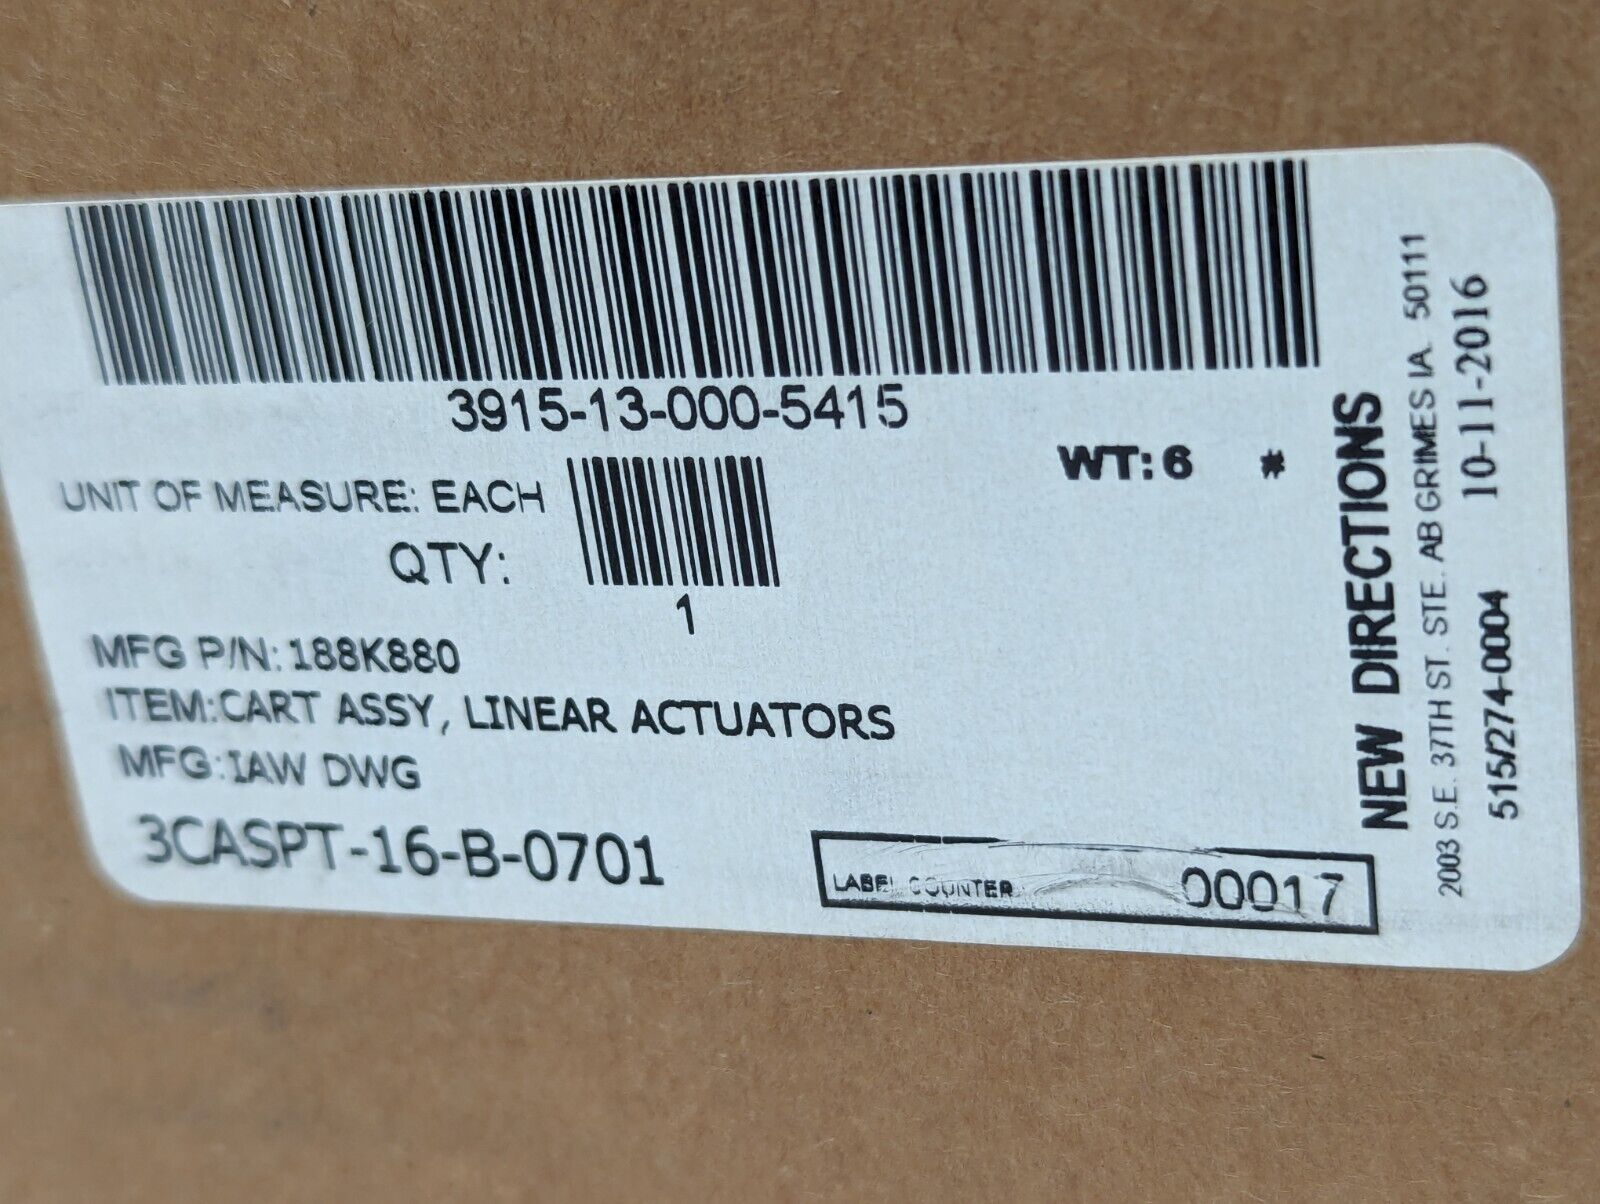 3915-13-000-5415
UNIT OF MEASURE: EACH
WT: 6 #
QTY:
1
MFG P/N: 188K880
ITEM:CART ASSY, LINEAR ACTUATORS
MFG:IAW DWG
3CASPT-16-B-0701
LABEL COUNTER 00017
NEW DIRECTIONS
2003 S.E. 37TH ST. STE. AB GRIMES IA. 50111
515/274-0004 10-11-2016